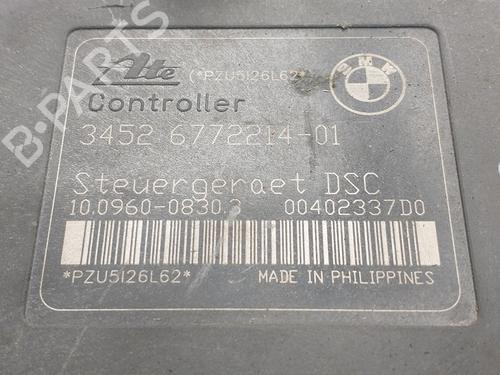 Ate (*PZU5126L62*)
BMW
Controller
3452 6772214-01
Steuergeraet DSC
10.0960-0830.3 00402337D0
*PZU5126L62*
MADE IN PHILIPPINES
B-PARTS